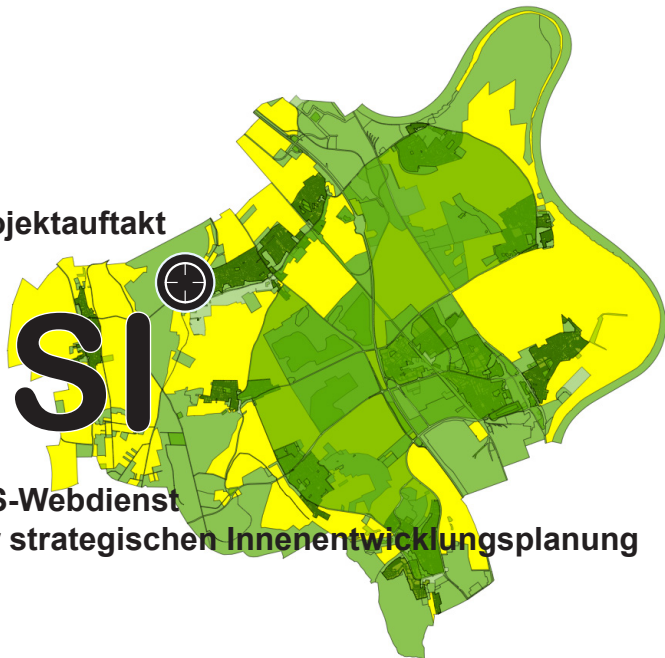 ojektauftakt
SI
S-Webdienst
r strategischen Innenentwicklungsplanung